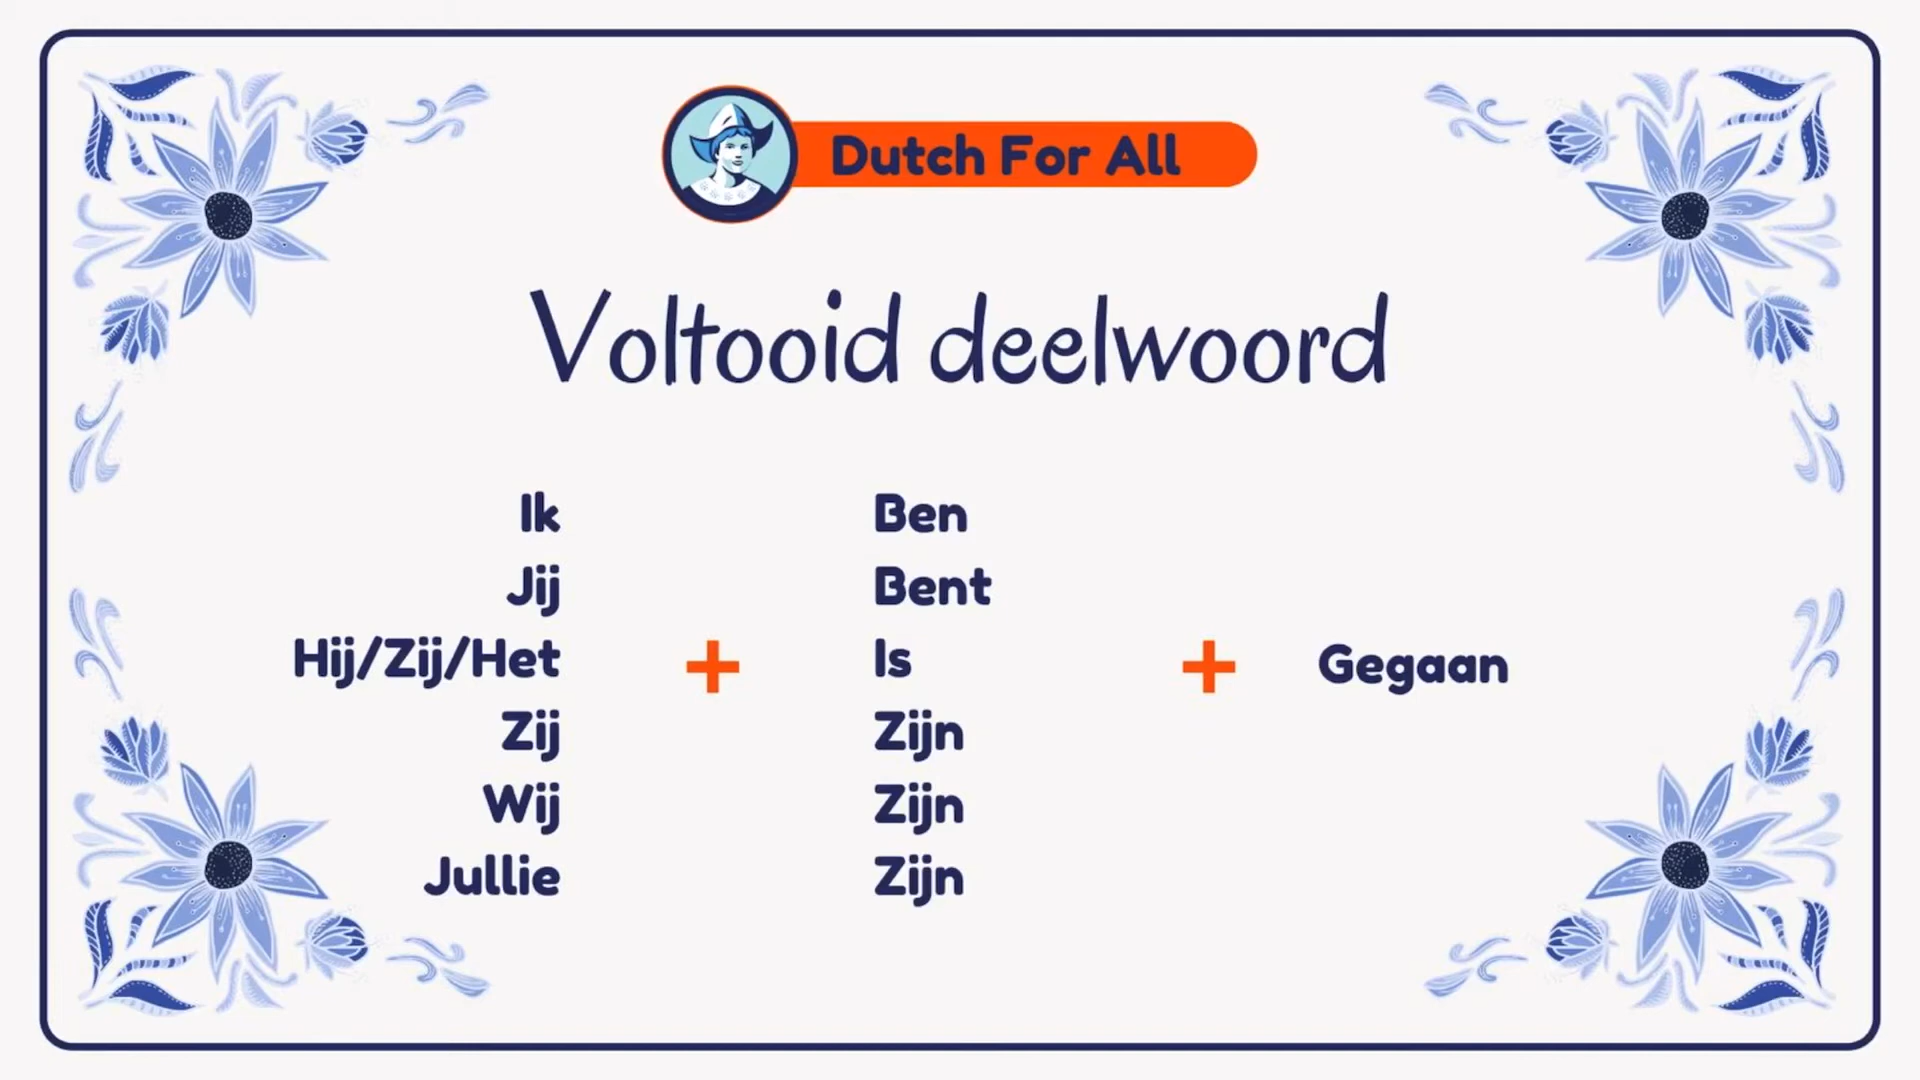 Dutch For All
Voltooid deelwoord
Ik Ben
Jij Bent
Hij/Zij/Het + Is + Gegaan
Zij Zijn
Wij Zijn
Jullie Zijn